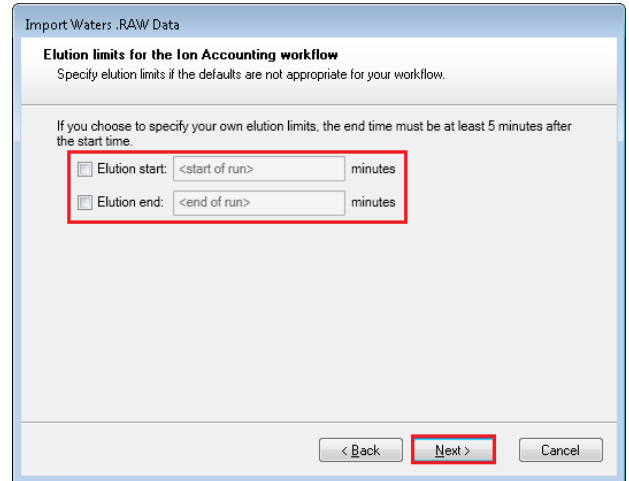 Import Waters .RAW Data
Elution limits for the Ion Accounting workflow
Specify elution limits if the defaults are not appropriate for your workflow.
If you choose to specify your own elution limits, the end time must be at least 5 minutes after
the start time.
Elution start: <start of run> minutes
Elution end: <end of run> minutes
< Back Next > Cancel